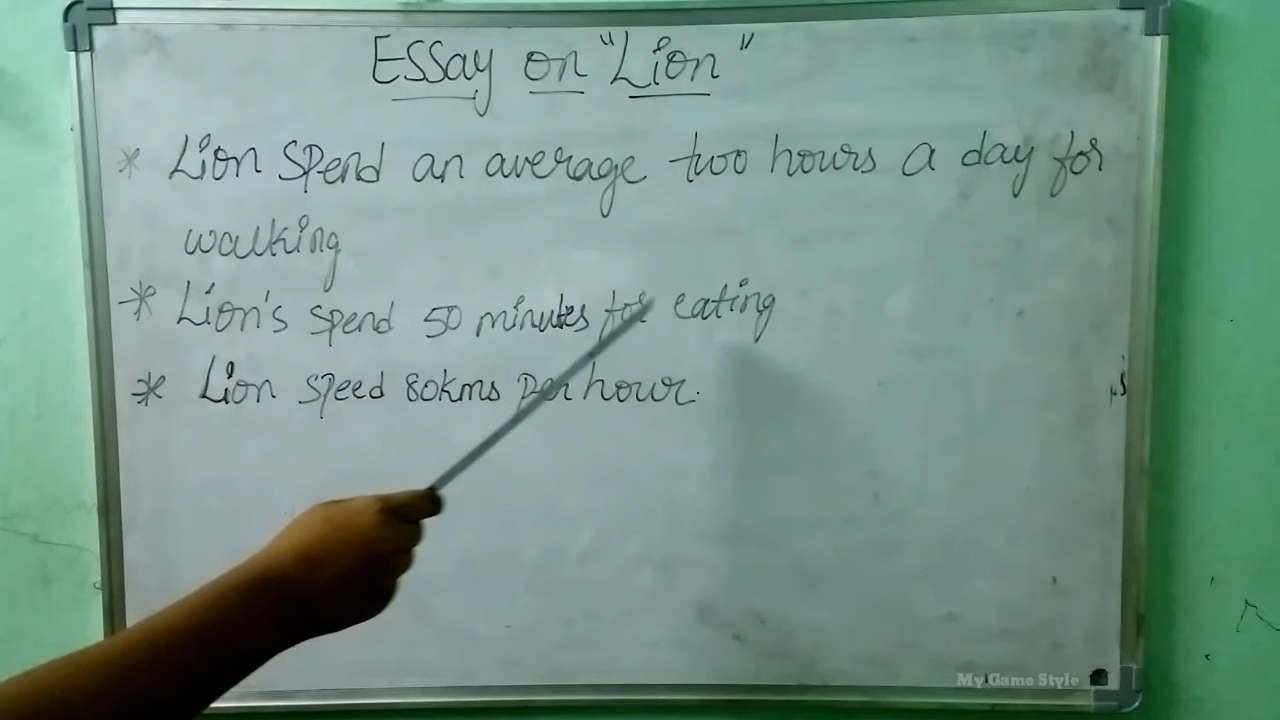 Essay on "Lion"
* Lion spend an average two hours a day for
walking
* Lion's spend 50 minutes for eating
* Lion speed 80kms per hour.
My Game Style